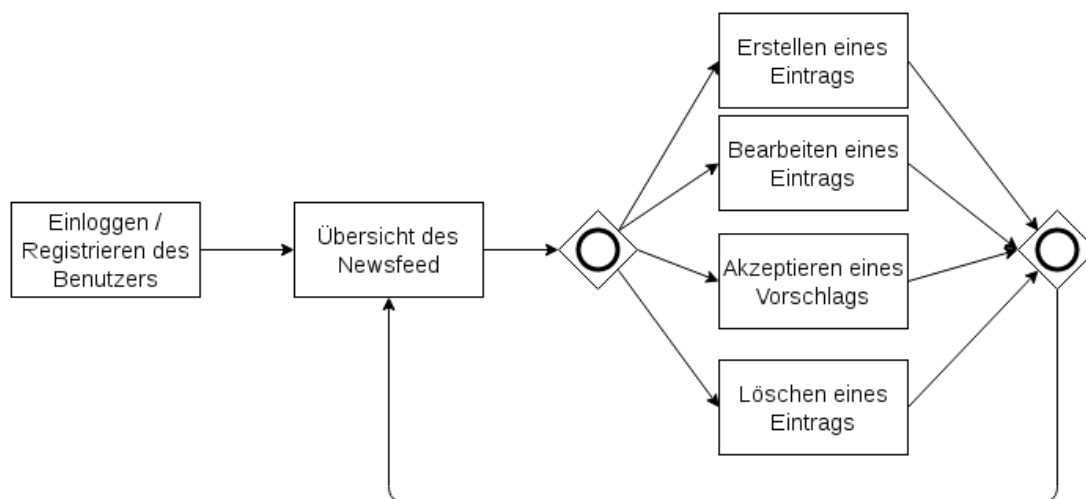 Einloggen /
Registrieren des
Benutzers
Übersicht des
Newsfeed
Erstellen eines
Eintrags
Bearbeiten eines
Eintrags
Akzeptieren eines
Vorschlags
Löschen eines
Eintrags